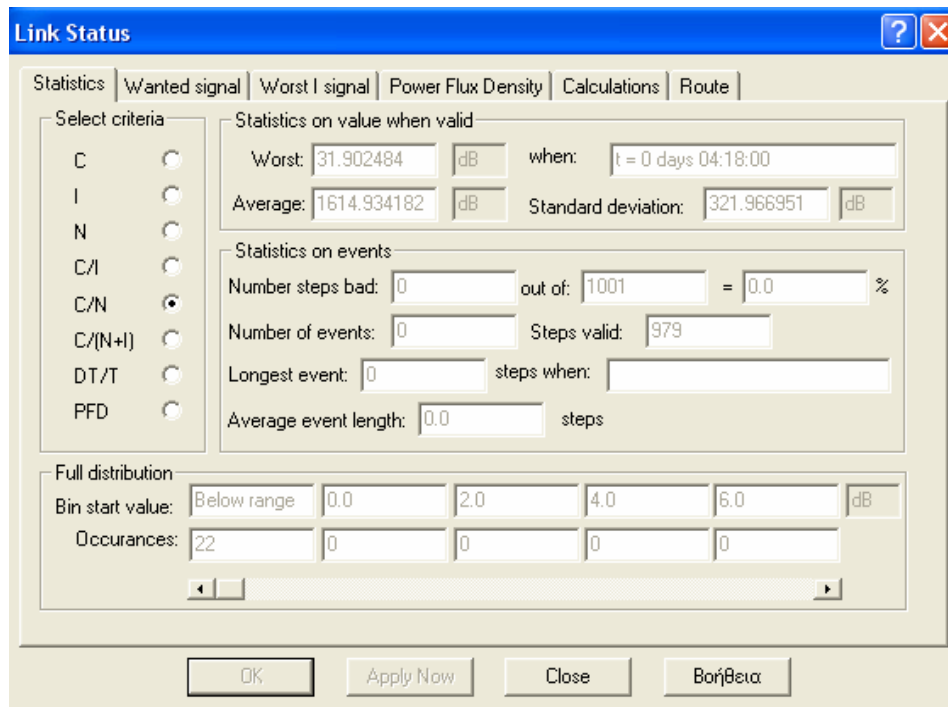 Link Status
Statistics Wanted signal Worst I signal Power Flux Density Calculations Route
Select criteria
C
I
N
C/I
C/N
C/(N+I)
DT/T
PFD
Statistics on value when valid
Worst: 31.902484 dB when: t = 0 days 04:18:00
Average: 1614.934182 dB Standard deviation: 321.966951 dB
Statistics on events
Number steps bad: 0 out of: 1001 = 0.0 %
Number of events: 0 Steps valid: 979
Longest event: 0 steps when:
Average event length: 0.0 steps
Full distribution
Bin start value: Below range 0.0 2.0 4.0 6.0 dB
Occurances: 22 0 0 0 0
OK Apply Now Close Βοήθεια